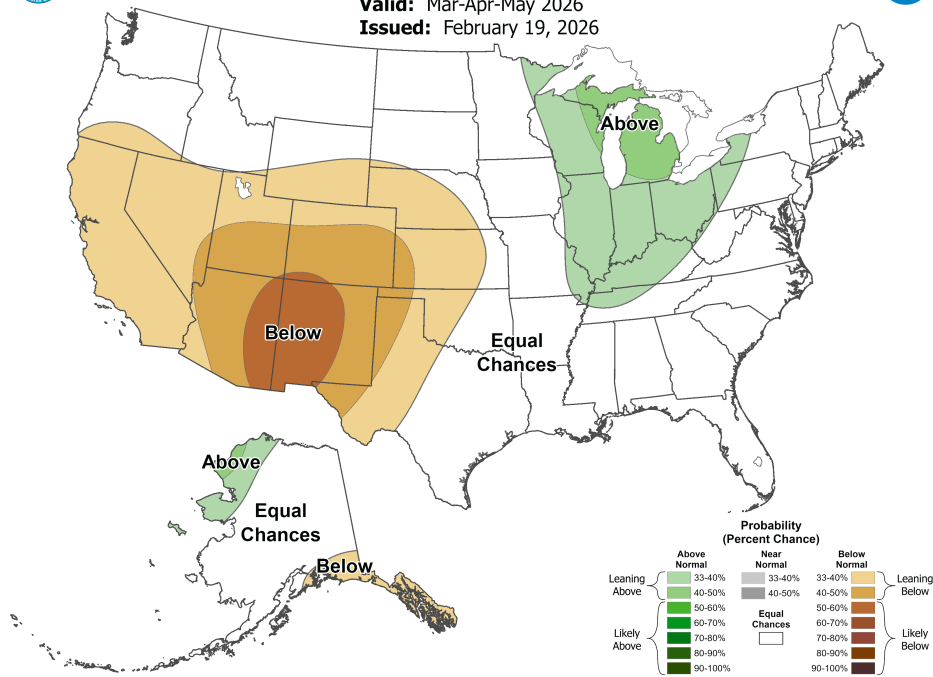 Valid: Mar-Apr-May 2026
Issued: February 19, 2026
Above
Below
Equal
Chances
Above
Equal
Chances
Below
Probability
(Percent Chance)
Above
Normal
Near
Normal
Below
Normal
Leaning
Above
33-40%
40-50%
50-60%
60-70%
70-80%
80-90%
90-100%
Likely
Above
33-40%
40-50%
Equal
Chances
33-40%
40-50%
50-60%
60-70%
70-80%
80-90%
90-100%
Leaning
Below
Likely
Below